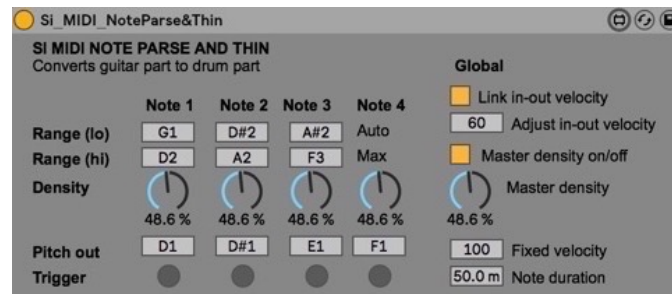 Si_MIDI_NoteParse&Thin
SI MIDI NOTE PARSE AND THIN
Converts guitar part to drum part
Global
Link in-out velocity
Note 1 Note 2 Note 3 Note 4
60 Adjust in-out velocity
Range (lo) G1 D#2 A#2 Auto
Range (hi) D2 A2 F3 Max
Master density on/off
Density
Master density
48.6 % 48.6 % 48.6 % 48.6 % 48.6 %
Pitch out D1 D#1 E1 F1
100 Fixed velocity
Trigger
50.0 m Note duration